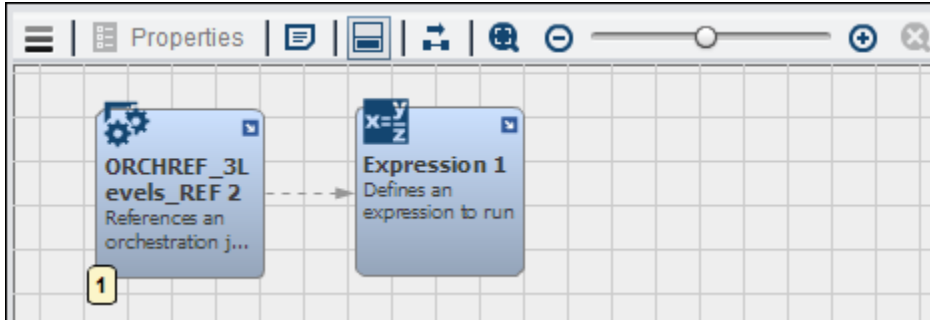 Properties
x=y/z
ORCHREF_3L
evels_REF 2
References an
orchestration j...
1
Expression 1
Defines an
expression to run